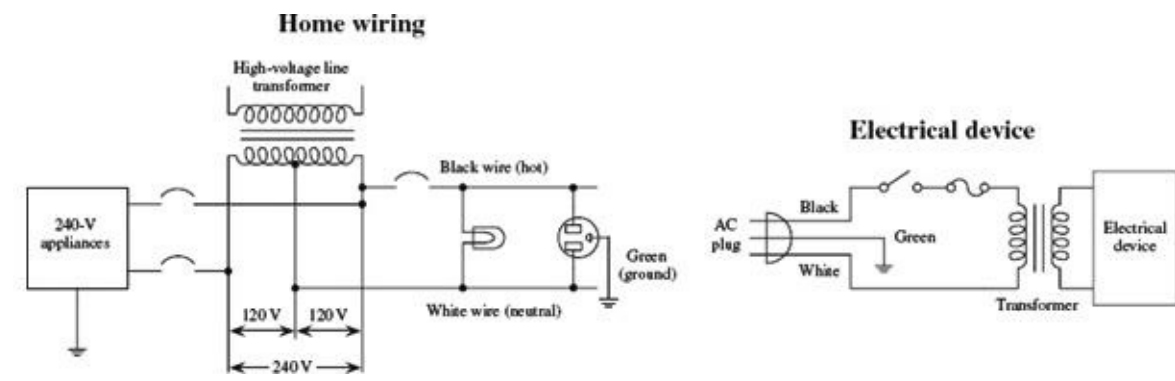 Home wiring
High-voltage line
transformer
Black wire (hot)
240-V
appliances
Green
(ground)
White wire (neutral)
120 V
120 V
240 V
Electrical device
Black
AC
plug
Green
White
Transformer
Electrical
device